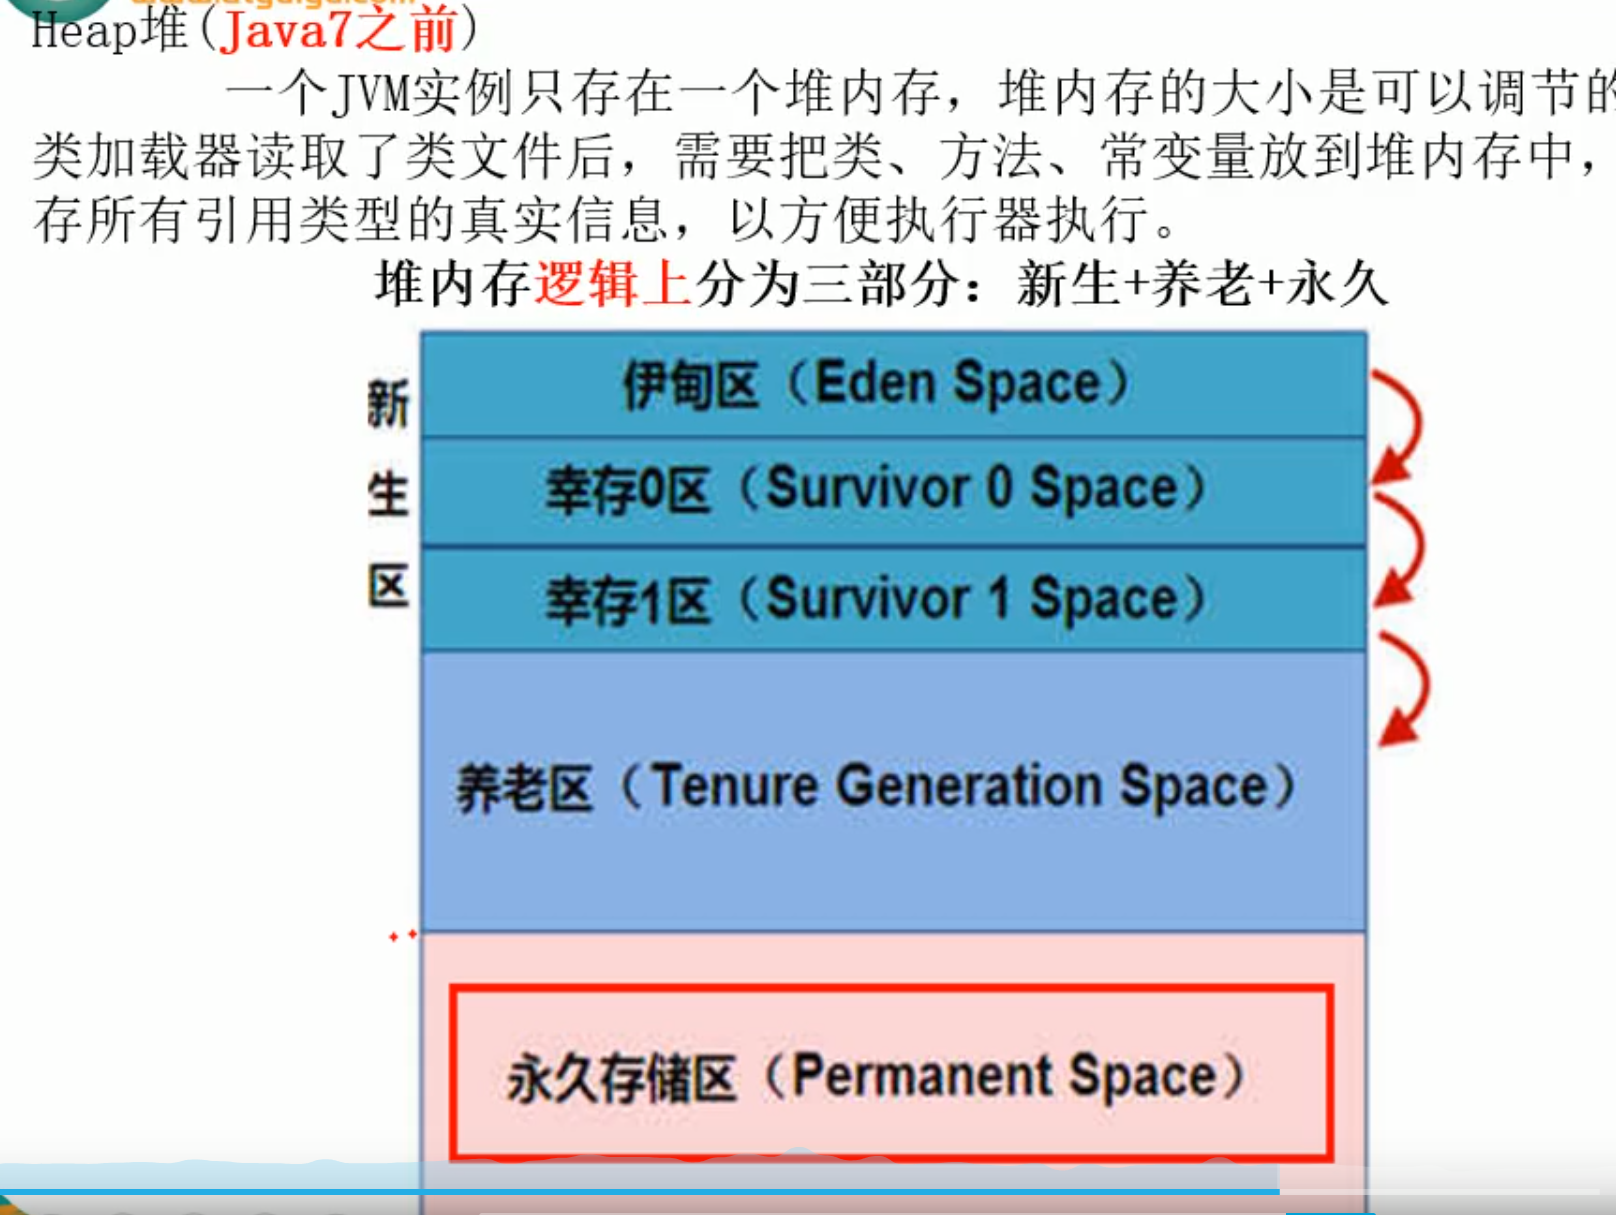 Heap堆(Java7之前)
一个JVM实例只存在一个堆内存，堆内存的大小是可以调节的
类加载器读取了类文件后，需要把类、方法、常变量放到堆内存中，
存所有引用类型的真实信息，以方便执行器执行。
堆内存逻辑上分为三部分：新生+养老+永久
新生区
伊甸区（Eden Space）
幸存0区（Survivor 0 Space）
幸存1区（Survivor 1 Space）
养老区（Tenure Generation Space）
永久存储区（Permanent Space）